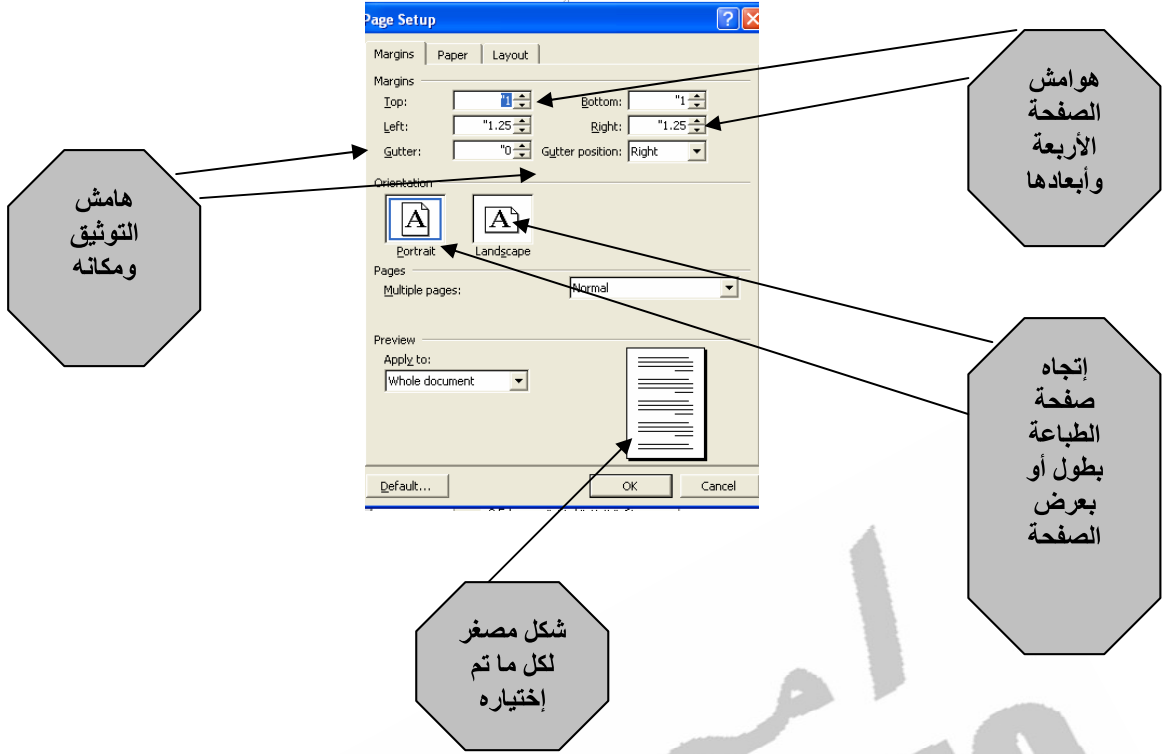 Page Setup
Margins Paper Layout
Margins
Top: "1 Bottom: "1
Left: "1.25 Right: "1.25
Gutter: "0 Gutter position: Right
Orientation
A A
Portrait Landscape
Pages
Multiple pages: Normal
Preview
Apply to:
Whole document
Default... OK Cancel
هوامش
الصفحة
الأربعة
وأبعادها
هامش
التوثيق
ومكانه
إتجاه
صفحة
الطباعة
بطول أو
بعرض
الصفحة
شكل مصغر
لكل ما تم
إختياره